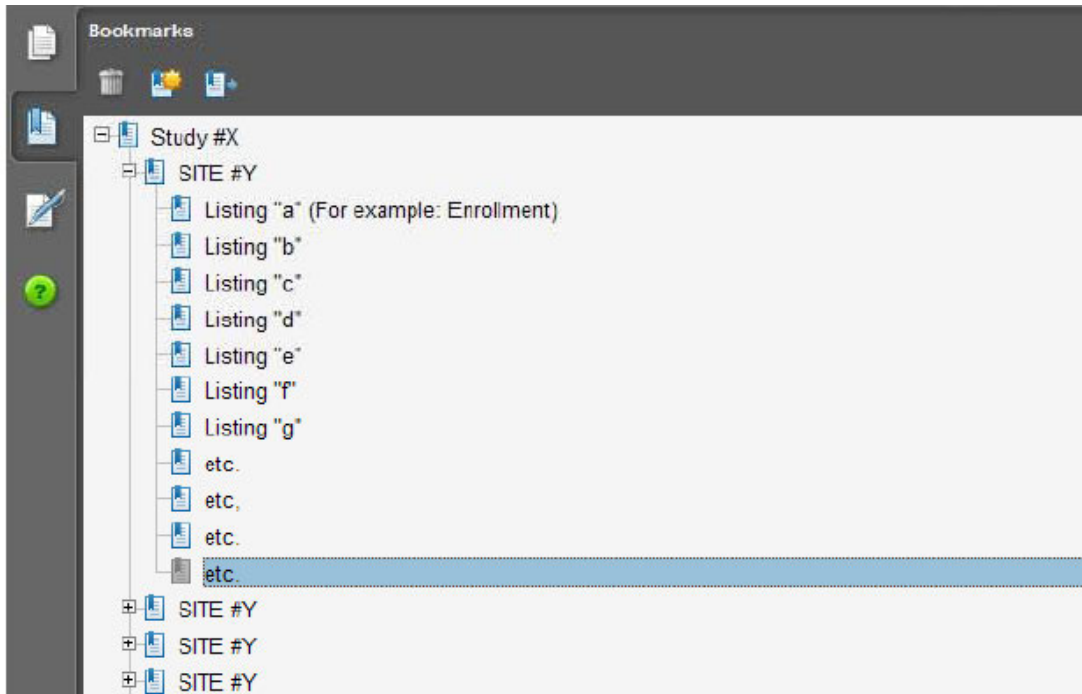 Bookmarks
Study #X
SITE #Y
Listing "a" (For example: Enrollment)
Listing "b"
Listing "c"
Listing "d"
Listing "e"
Listing "f"
Listing "g"
etc.
etc,
etc.
etc.
SITE #Y
SITE #Y
SITE #Y